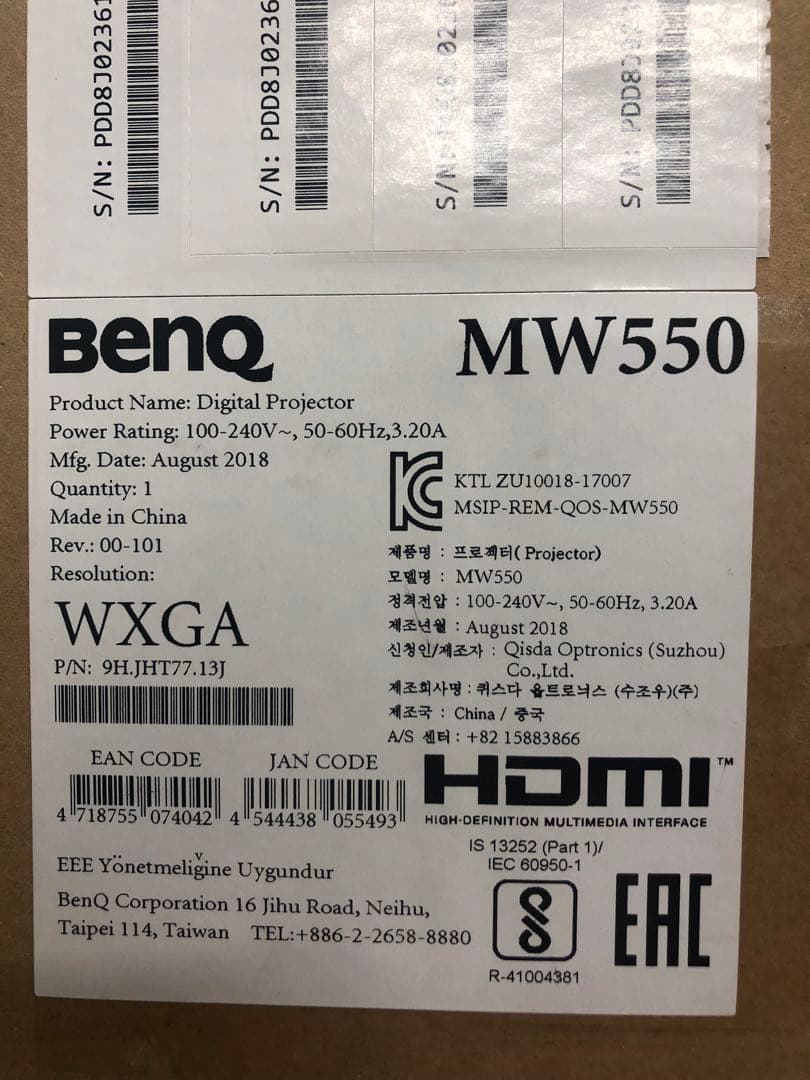 S/N: PDD8J02361
S/N: PDD8J0236
S/N:
S/N: PDD8J023
BenQ
MW550
Product Name: Digital Projector
Power Rating: 100-240V~, 50-60Hz,3.20A
Mfg. Date: August 2018
Quantity: 1
Made in China
Rev.: 00-101
Resolution:
WXGA
P/N: 9H.JHT77.13J
KTL ZU10018-17007
MSIP-REM-QOS-MW550
제품명 : 프로젝터( Projector)
모델명 : MW550
정격전압 : 100-240V~, 50-60Hz, 3.20A
제조년월 : August 2018
신청인/제조자 : Qisda Optronics (Suzhou)
Co.,Ltd.
제조회사명 : 퀴스다 옵트로닉스 (수조우)(주)
제조국 : China / 중국
A/S 센터 : +82 15883866
EAN CODE
4 718755 074042
JAN CODE
4 544438 055493
HDMI™
HIGH-DEFINITION MULTIMEDIA INTERFACE
IS 13252 (Part 1)/
IEC 60950-1
R-41004381
EAC
EEE Yönetmeliğine Uygundur
BenQ Corporation 16 Jihu Road, Neihu,
Taipei 114, Taiwan TEL:+886-2-2658-8880